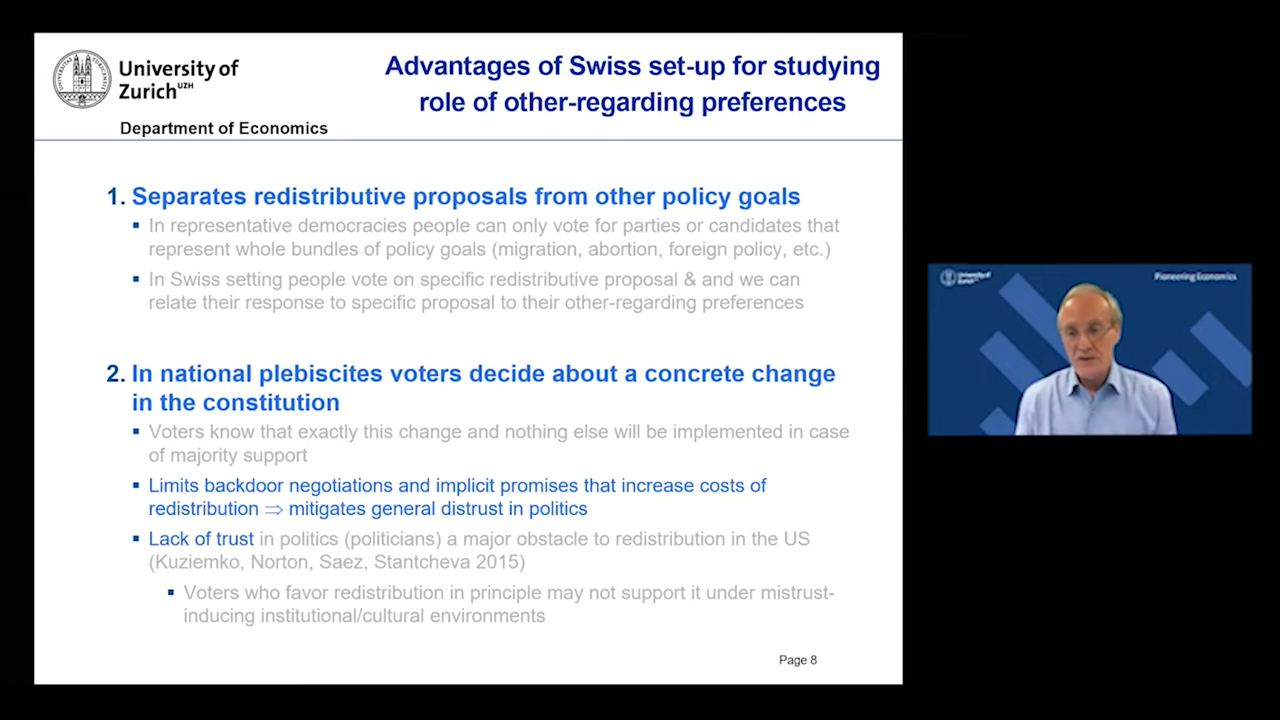 University of
Zurich UZH
Department of Economics
Advantages of Swiss set-up for studying
role of other-regarding preferences
1. Separates redistributive proposals from other policy goals
▪ In representative democracies people can only vote for parties or candidates that
represent whole bundles of policy goals (migration, abortion, foreign policy, etc.)
▪ In Swiss setting people vote on specific redistributive proposal & and we can
relate their response to specific proposal to their other-regarding preferences
2. In national plebiscites voters decide about a concrete change
in the constitution
▪ Voters know that exactly this change and nothing else will be implemented in case
of majority support
▪ Limits backdoor negotiations and implicit promises that increase costs of
redistribution ⇒ mitigates general distrust in politics
▪ Lack of trust in politics (politicians) a major obstacle to redistribution in the US
(Kuziemko, Norton, Saez, Stantcheva 2015)
▪ Voters who favor redistribution in principle may not support it under mistrust-
inducing institutional/cultural environments
Page 8
University of
Zurich
Pioneering Economics